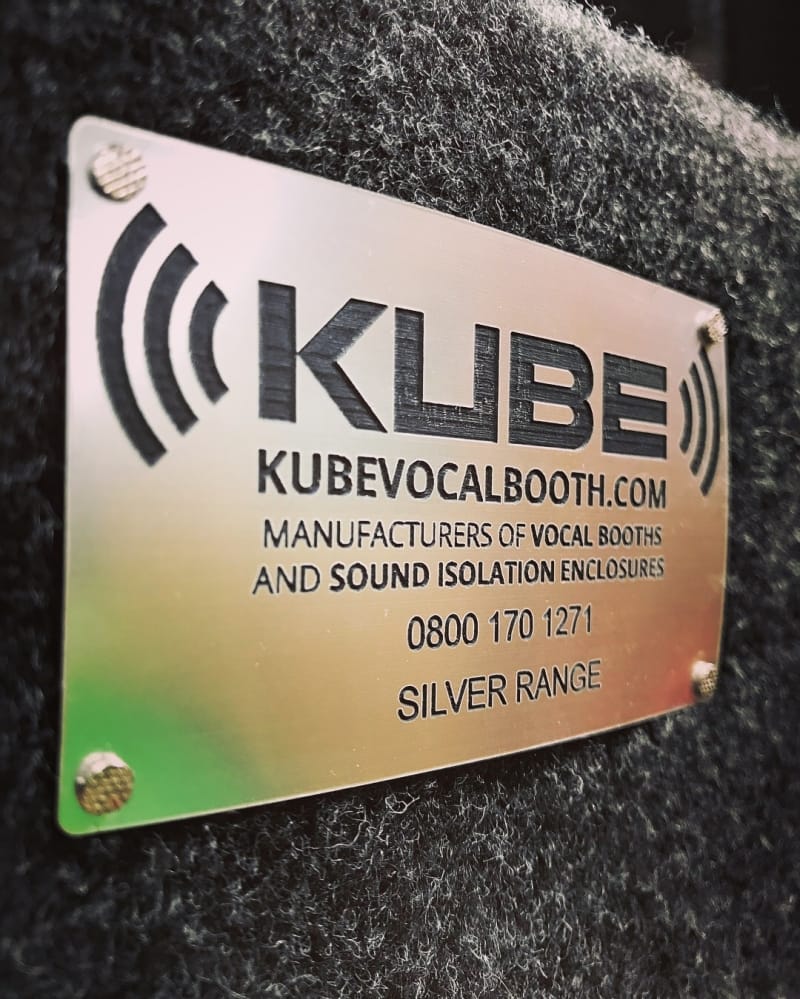 KUBE
KUBEVOCALBOOTH.COM
MANUFACTURERS OF VOCAL BOOTHS
AND SOUND ISOLATION ENCLOSURES
0800 170 1271
SILVER RANGE